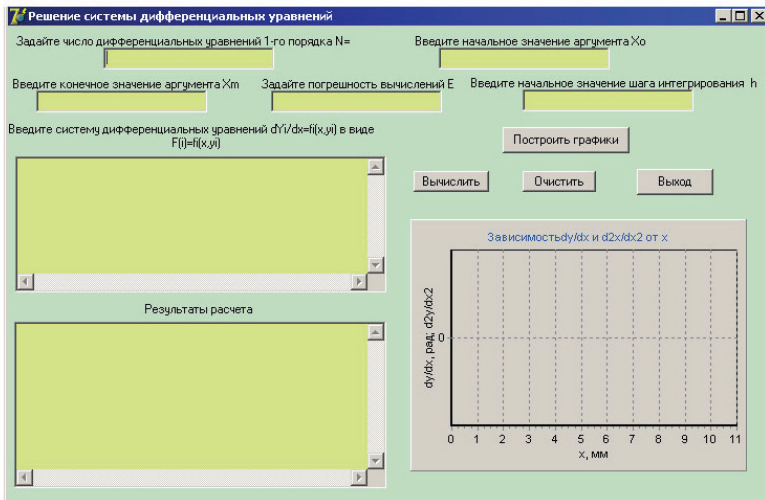 Решение системы дифференциальных уравнений
Задайте число дифференциальных уравнений 1-го порядка N=
Введите начальное значение аргумента Xo
Введите конечное значение аргумента Xm
Задайте погрешность вычислений E
Введите начальное значение шага интегрирования h
Введите систему дифференциальных уравнений dYi/dx=fi(x,yi) в виде
F(i)=fi(x,yi)
Построить графики
Вычислить
Очистить
Выход
Зависимостьdy/dx и d2x/dx2 от x
dy/dx, рад; d2y/dx2
0
0 1 2 3 4 5 6 7 8 9 10 11
x, мм
Результаты расчета